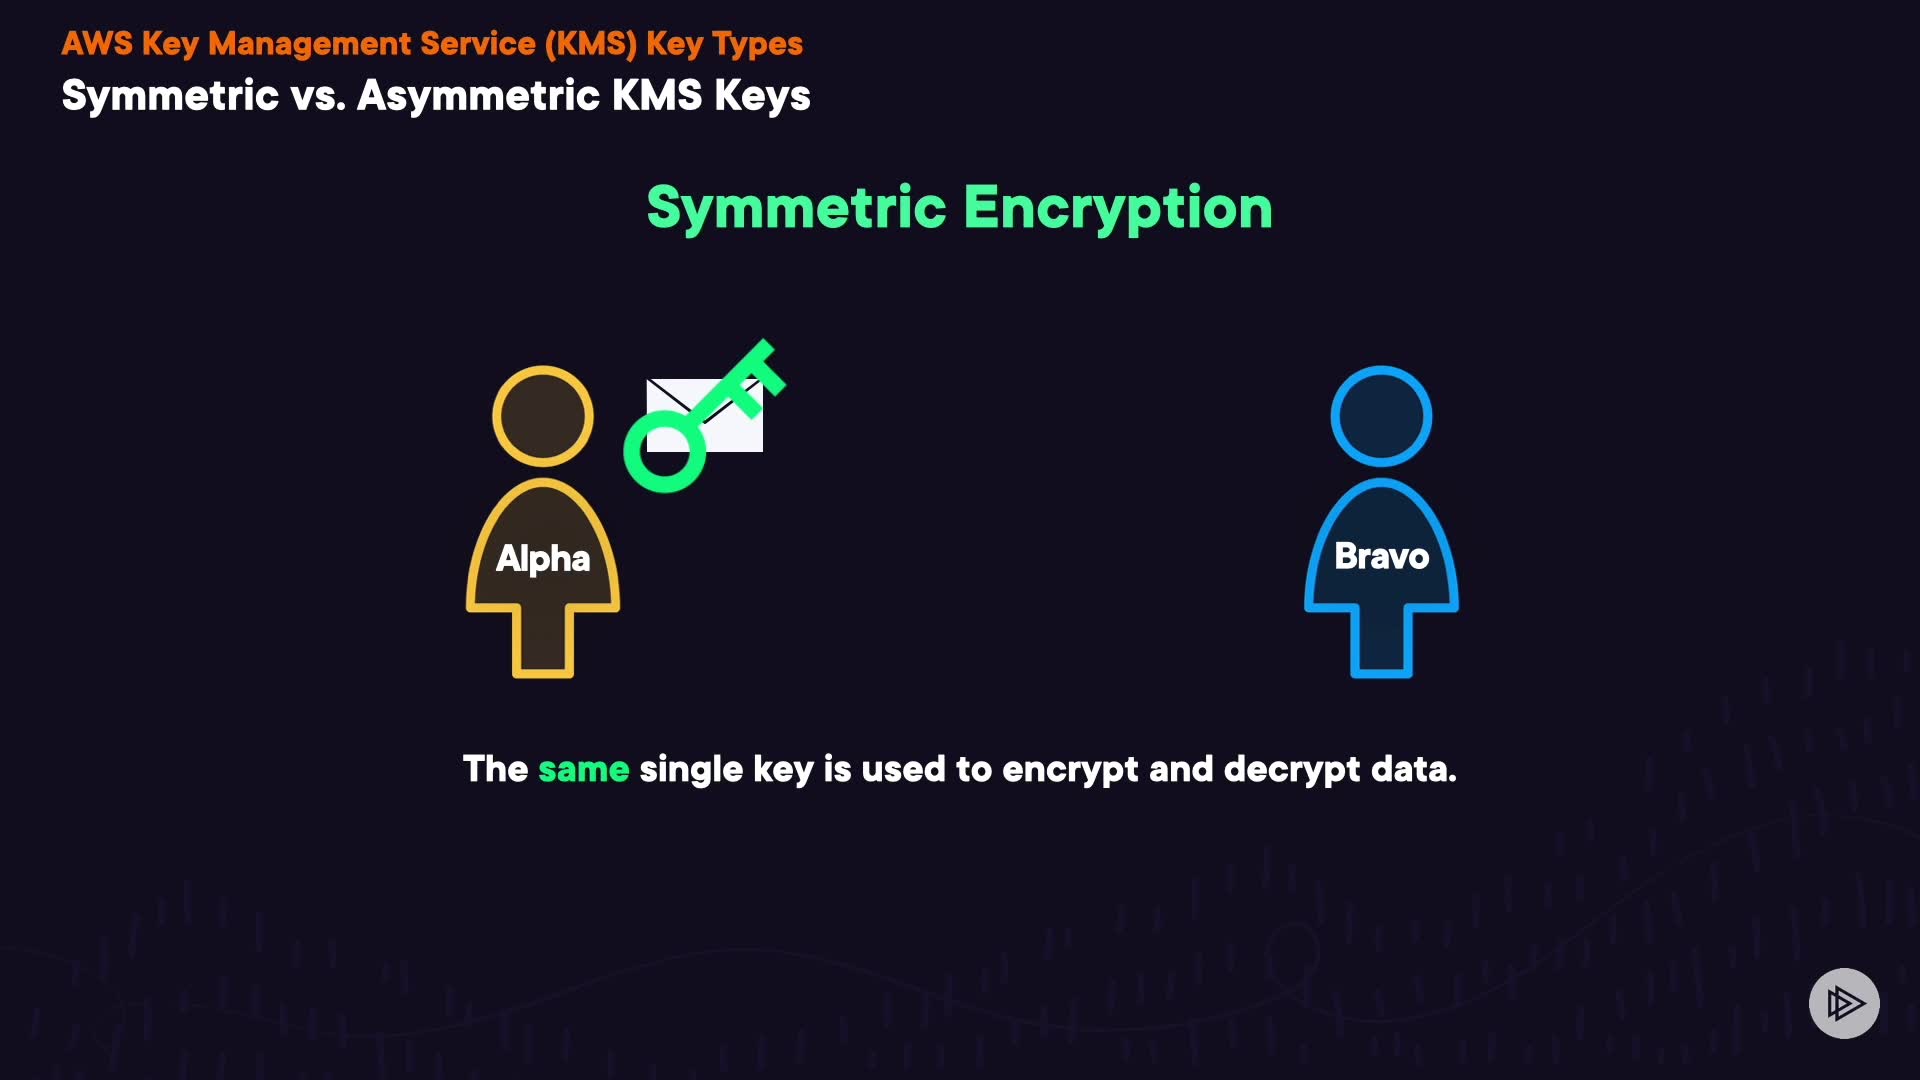 AWS Key Management Service (KMS) Key Types
Symmetric vs. Asymmetric KMS Keys
Symmetric Encryption
Alpha
Bravo
The same single key is used to encrypt and decrypt data.